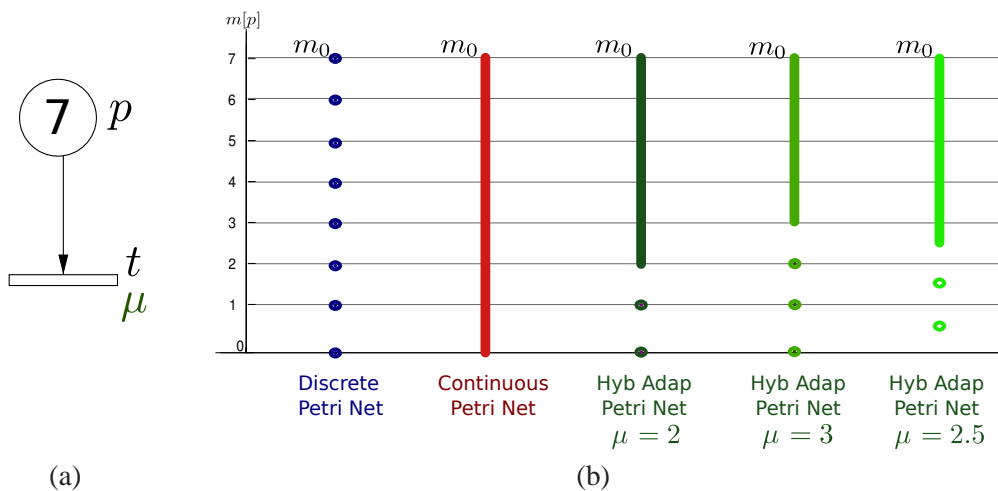 7
p
t
μ
(a)
m[p]
7
6
5
4
3
2
1
0
m₀
m₀
m₀
m₀
m₀
Discrete
Petri Net
Continuous
Petri Net
Hyb Adap
Petri Net
μ = 2
Hyb Adap
Petri Net
μ = 3
Hyb Adap
Petri Net
μ = 2.5
(b)